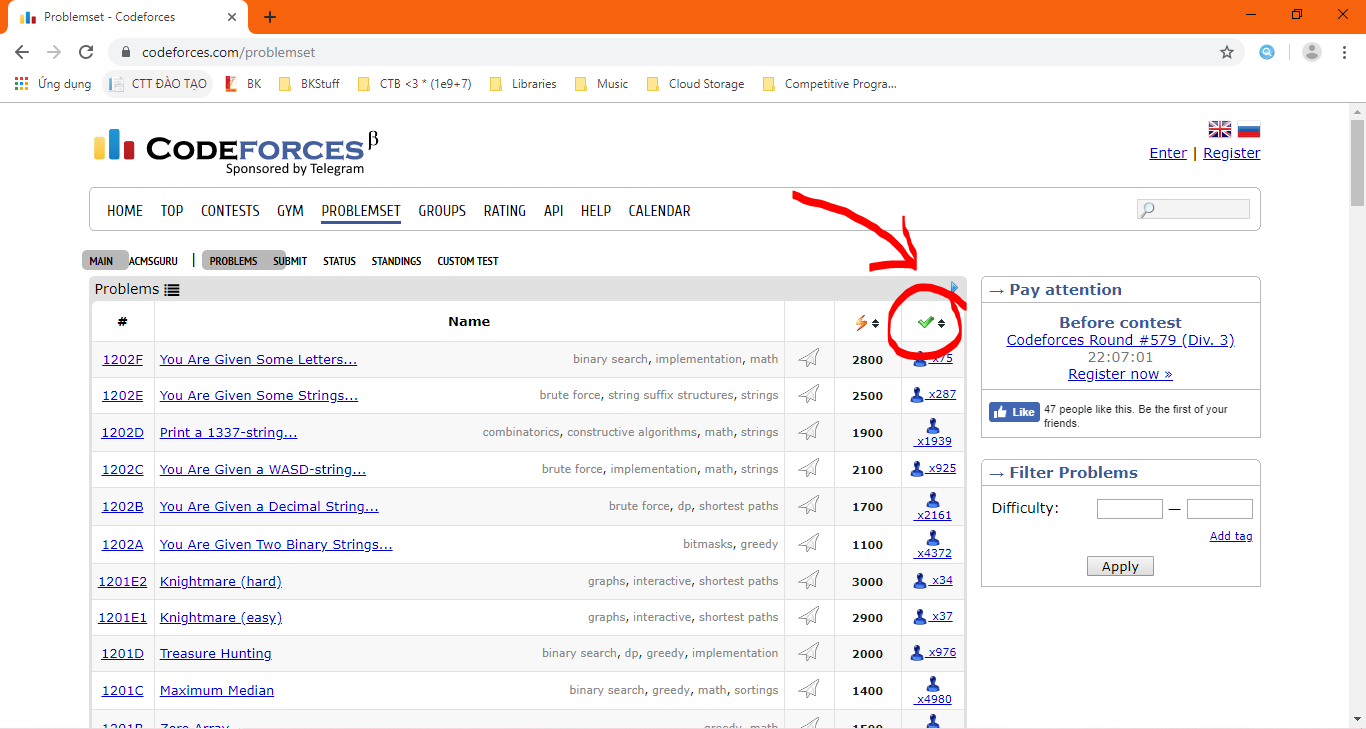 Problemset - Codeforces
codeforces.com/problemset
Ứng dụng CTT ĐÀO TẠO BK BKStuff CTB <3 * (1e9+7) Libraries Music Cloud Storage Competitive Progra...
CODEFORCES β
Sponsored by Telegram
Enter | Register
HOME TOP CONTESTS GYM PROBLEMSET GROUPS RATING API HELP CALENDAR
MAIN ACMSGURU | PROBLEMS SUBMIT STATUS STANDINGS CUSTOM TEST
Problems
# Name
1202F You Are Given Some Letters... binary search, implementation, math 2800 x75
1202E You Are Given Some Strings... brute force, string suffix structures, strings 2500 x287
1202D Print a 1337-string... combinatorics, constructive algorithms, math, strings 1900 x1939
1202C You Are Given a WASD-string... brute force, implementation, math, strings 2100 x925
1202B You Are Given a Decimal String... brute force, dp, shortest paths 1700 x2161
1202A You Are Given Two Binary Strings... bitmasks, greedy 1100 x4372
1201E2 Knightmare (hard) graphs, interactive, shortest paths 3000 x34
1201E1 Knightmare (easy) graphs, interactive, shortest paths 2900 x37
1201D Treasure Hunting binary search, dp, greedy, implementation 2000 x976
1201C Maximum Median binary search, greedy, math, sortings 1400 x4980
1201B Zero Array greedy, math 1500
→ Pay attention
Before contest
Codeforces Round #579 (Div. 3)
22:07:01
Register now »
Like 47 people like this. Be the first of your
friends.
→ Filter Problems
Difficulty: —
Add tag
Apply